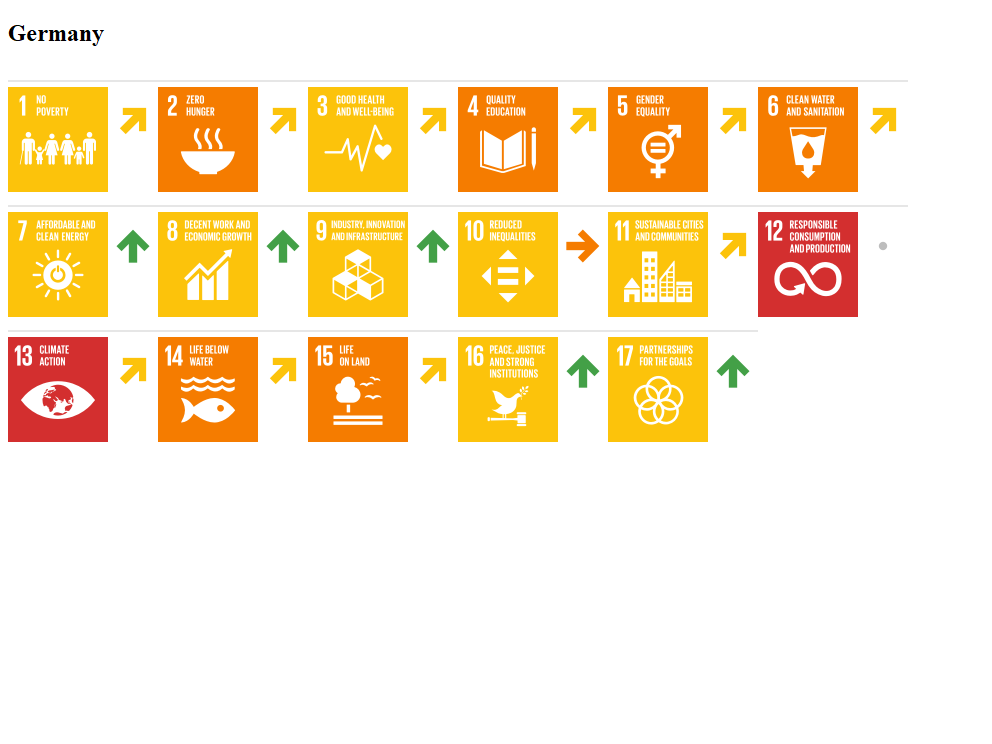 Germany
1 NO
POVERTY
2 ZERO
HUNGER
3 GOOD HEALTH
AND WELL-BEING
4 QUALITY
EDUCATION
5 GENDER
EQUALITY
6 CLEAN WATER
AND SANITATION
7 AFFORDABLE AND
CLEAN ENERGY
8 DECENT WORK AND
ECONOMIC GROWTH
9 INDUSTRY, INNOVATION
AND INFRASTRUCTURE
10 REDUCED
INEQUALITIES
11 SUSTAINABLE CITIES
AND COMMUNITIES
12 RESPONSIBLE
CONSUMPTION
AND PRODUCTION
13 CLIMATE
ACTION
14 LIFE BELOW
WATER
15 LIFE
ON LAND
16 PEACE, JUSTICE
AND STRONG
INSTITUTIONS
17 PARTNERSHIPS
FOR THE GOALS